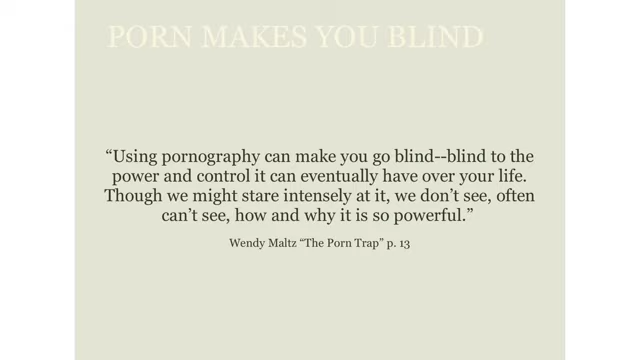 PORN MAKES YOU BLIND
“Using pornography can make you go blind--blind to the
power and control it can eventually have over your life.
Though we might stare intensely at it, we don’t see, often
can’t see, how and why it is so powerful.”
Wendy Maltz “The Porn Trap” p. 13